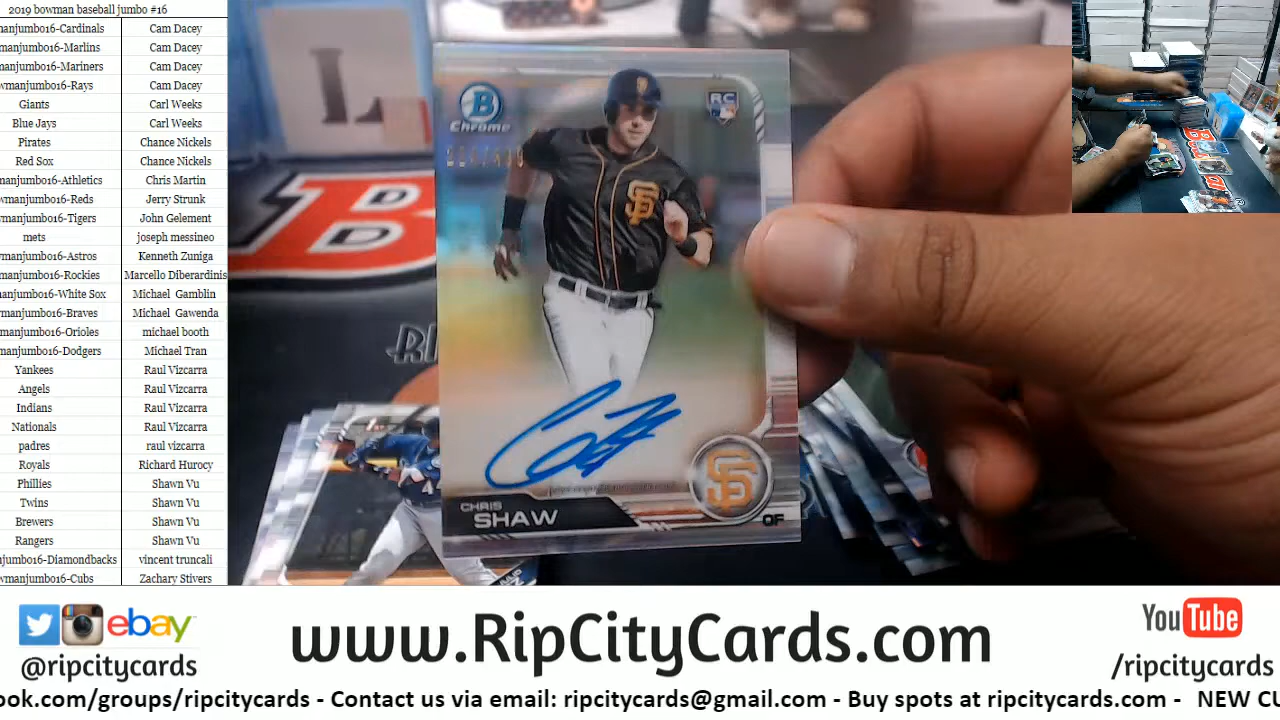 2019 bowman baseball jumbo #16
manjumbo16-Cardinals Cam Dacey
manjumbo16-Marlins Cam Dacey
manjumbo16-Mariners Cam Dacey
wmanjumbo16-Rays Cam Dacey
Giants Carl Weeks
Blue Jays Carl Weeks
Pirates Chance Nickels
Red Sox Chance Nickels
manjumbo16-Athletics Chris Martin
wmanjumbo16-Reds Jerry Strunk
wmanjumbo16-Tigers John Gelement
mets joseph messineo
wmanjumbo16-Astros Kenneth Zuniga
manjumbo16-Rockies Marcello Diberardinis
manjumbo16-White Sox Michael Gamblin
manjumbo16-Braves Michael Gawenda
manjumbo16-Orioles michael booth
manjumbo16-Dodgers Michael Tran
Yankees Raul Vizcarra
Angels Raul Vizcarra
Indians Raul Vizcarra
Nationals Raul Vizcarra
padres raul vizcarra
Royals Richard Hurocy
Phillies Shawn Vu
Twins Shawn Vu
Brewers Shawn Vu
Rangers Shawn Vu
njumbo16-Diamondbacks vincent truncali
wmanjumbo16-Cubs Zachary Stivers
B
Chrome
RC
SF
CHRIS
SHAW
SF
OF
ebay
@ripcitycards
www.RipCityCards.com
YouTube
/ripcitycards
ook.com/groups/ripcitycards - Contact us via email: ripcitycards@gmail.com - Buy spots at ripcitycards.com - NEW CU